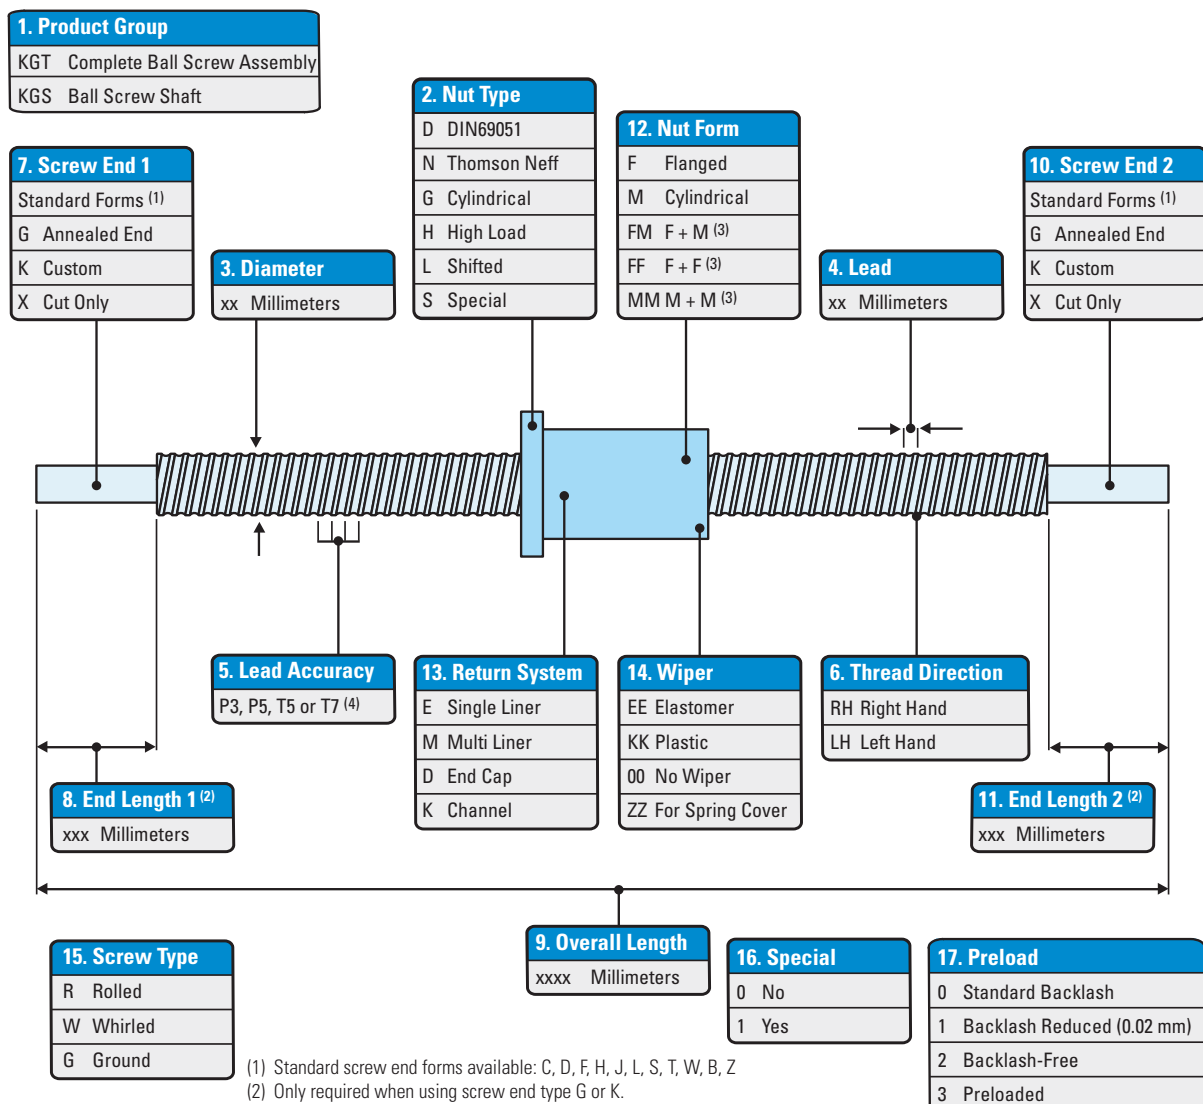 1. Product Group
KGT Complete Ball Screw Assembly
KGS Ball Screw Shaft
2. Nut Type
D DIN69051
N Thomson Neff
G Cylindrical
H High Load
L Shifted
S Special
12. Nut Form
F Flanged
M Cylindrical
FM F + M (3)
FF F + F (3)
MM M + M (3)
7. Screw End 1
Standard Forms (1)
G Annealed End
K Custom
X Cut Only
3. Diameter
xx Millimeters
4. Lead
xx Millimeters
10. Screw End 2
Standard Forms (1)
G Annealed End
K Custom
X Cut Only
5. Lead Accuracy
P3, P5, T5 or T7 (4)
13. Return System
E Single Liner
M Multi Liner
D End Cap
K Channel
14. Wiper
EE Elastomer
KK Plastic
00 No Wiper
ZZ For Spring Cover
6. Thread Direction
RH Right Hand
LH Left Hand
8. End Length 1 (2)
xxx Millimeters
11. End Length 2 (2)
xxx Millimeters
9. Overall Length
xxxx Millimeters
15. Screw Type
R Rolled
W Whirled
G Ground
16. Special
0 No
1 Yes
17. Preload
0 Standard Backlash
1 Backlash Reduced (0.02 mm)
2 Backlash-Free
3 Preloaded
(1) Standard screw end forms available: C, D, F, H, J, L, S, T, W, B, Z
(2) Only required when using screw end type G or K.